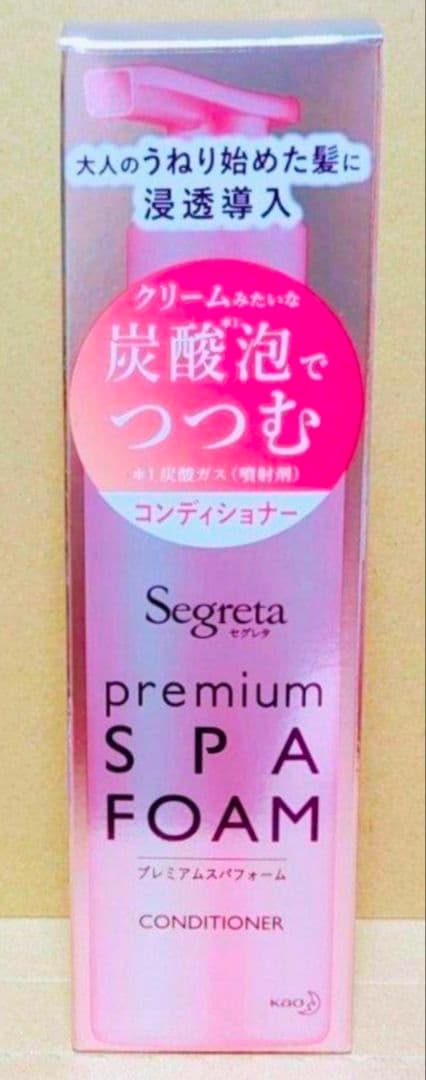 大人のうねり始めた髪に
浸透導入
クリームみたいな
炭酸泡で
※1
つつむ
※1 炭酸ガス(噴射剤)
コンディショナー
Segreta
セグレタ
premium
SPA
FOAM
プレミアムスパフォーム
CONDITIONER
Kao